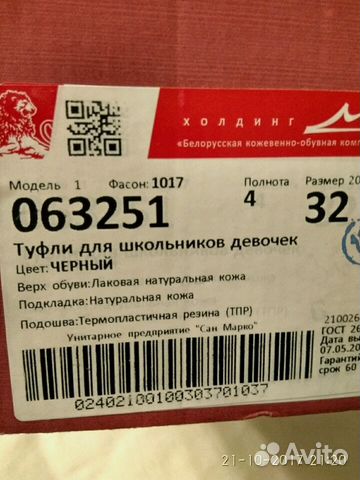 ХОЛДИНГ
«Белорусская кожевенно-обувная комп
Модель 1 Фасон: 1017 Полнота Размер 20
063251 4 32
Туфли для школьников девочек
Цвет: ЧЕРНЫЙ
Верх обуви: Лаковая натуральная кожа
Подкладка: Натуральная кожа
Подошва: Термопластичная резина (ТПР)
Унитарное предприятие "Сан Марко"
210026
ГОСТ 26
Дата вы
07.05.20
Гарантий
срок 60
02402100100303701037
21-10-2017 21:20
Avito